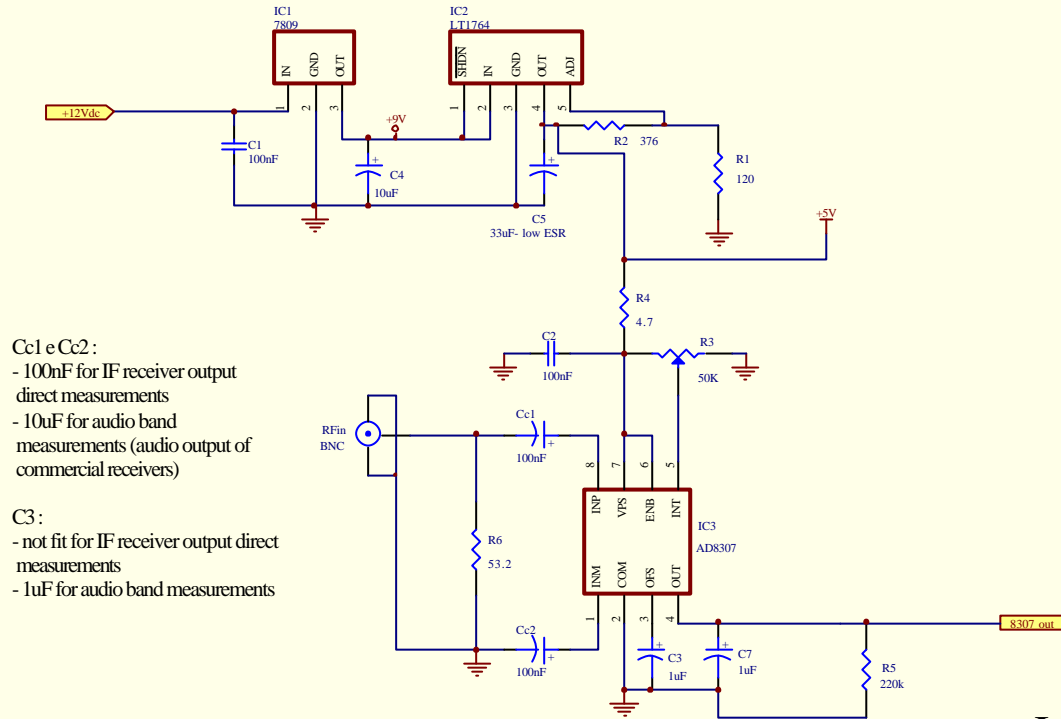 IC1
7809
IC2
LT1764
IN
GND
OUT
SHDN
IN
GND
OUT
ADJ
1
2
3
1
2
3
4
5
+12Vdc
+9V
C1
100nF
C4
10uF
R2
376
R1
120
C5
33uF- low ESR
+5V
R4
4.7
C2
100nF
R3
50K
Cc1 e Cc2 :
- 100nF for IF receiver output
direct measurements
- 10uF for audio band
measurements (audio output of
commercial receivers)
C3 :
- not fit for IF receiver output direct
measurements
- 1uF for audio band measurements
RFin
BNC
Cc1
100nF
8
7
6
5
INP
VPS
ENB
INT
IC3
AD8307
R6
53.2
INM
COM
OFS
OUT
1
2
3
4
Cc2
100nF
C3
1uF
C7
1uF
R5
220k
8307 out